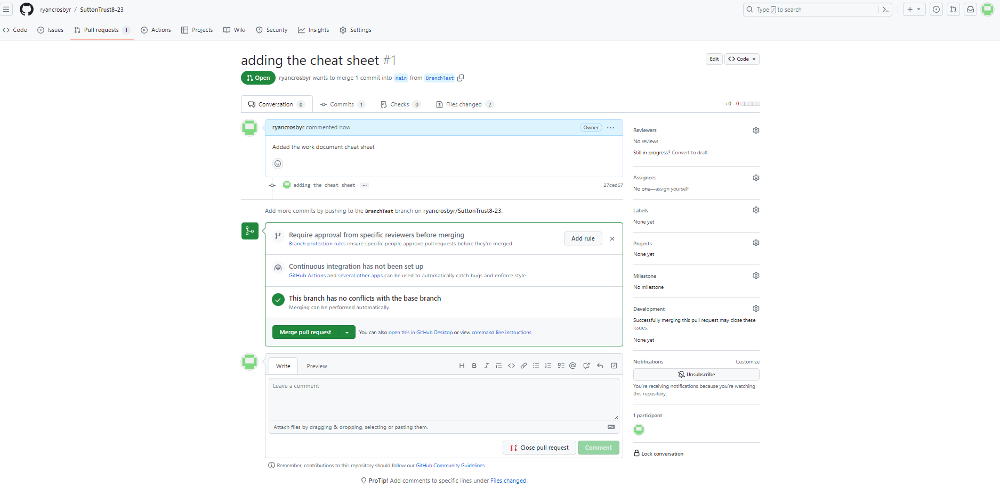 ryancrosbyr / SuttonTrust8-23
Type / to search
Code
Issues
Pull requests 1
Actions
Projects
Wiki
Security
Insights
Settings
adding the cheat sheet #1
Edit
Code
Open
ryancrosbyr wants to merge 1 commit into main from BranchTest
Conversation 0
Commits 1
Checks 0
Files changed 2
+0 −0
ryancrosbyr commented now
Owner
Added the work document cheat sheet
adding the cheat sheet
27ced67
Add more commits by pushing to the BranchTest branch on ryancrosbyr/SuttonTrust8-23.
Require approval from specific reviewers before merging
Branch protection rules ensure specific people approve pull requests before they're merged.
Add rule
Continuous integration has not been set up
GitHub Actions and several other apps can be used to automatically catch bugs and enforce style.
This branch has no conflicts with the base branch
Merging can be performed automatically.
Merge pull request
You can also open this in GitHub Desktop or view command line instructions.
Write
Preview
Leave a comment
Attach files by dragging & dropping, selecting or pasting them.
Close pull request
Comment
Remember, contributions to this repository should follow our GitHub Community Guidelines.
ProTip! Add comments to specific lines under Files changed.
Reviewers
No reviews
Still in progress? Convert to draft
Assignees
No one—assign yourself
Labels
None yet
Projects
None yet
Milestone
No milestone
Development
Successfully merging this pull request may close these
issues.
None yet
Notifications
Customize
Unsubscribe
You're receiving notifications because you're watching
this repository.
1 participant
Lock conversation